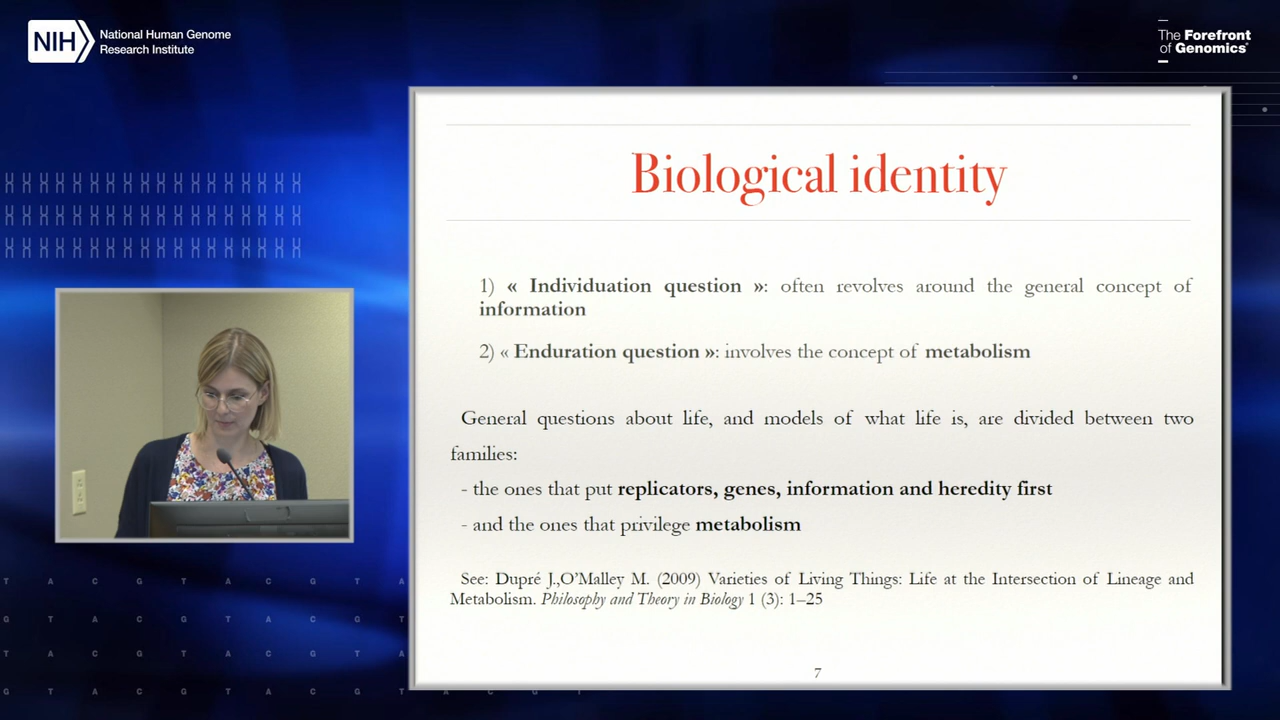 NIH
National Human Genome
Research Institute
The Forefront
of Genomics®
Biological identity
1) « Individuation question »: often revolves around the general concept of
information
2) « Enduration question »: involves the concept of metabolism
General questions about life, and models of what life is, are divided between two
families:
- the ones that put replicators, genes, information and heredity first
- and the ones that privilege metabolism
See: Dupré J.,O’Malley M. (2009) Varieties of Living Things: Life at the Intersection of Lineage and
Metabolism. Philosophy and Theory in Biology 1 (3): 1–25
7
T A C G T A C G T A C G T A
G T A C G T A C G T A C G T
T A C G T A C G T A C G T A
G T A C G T A C G T A C G T A C G T